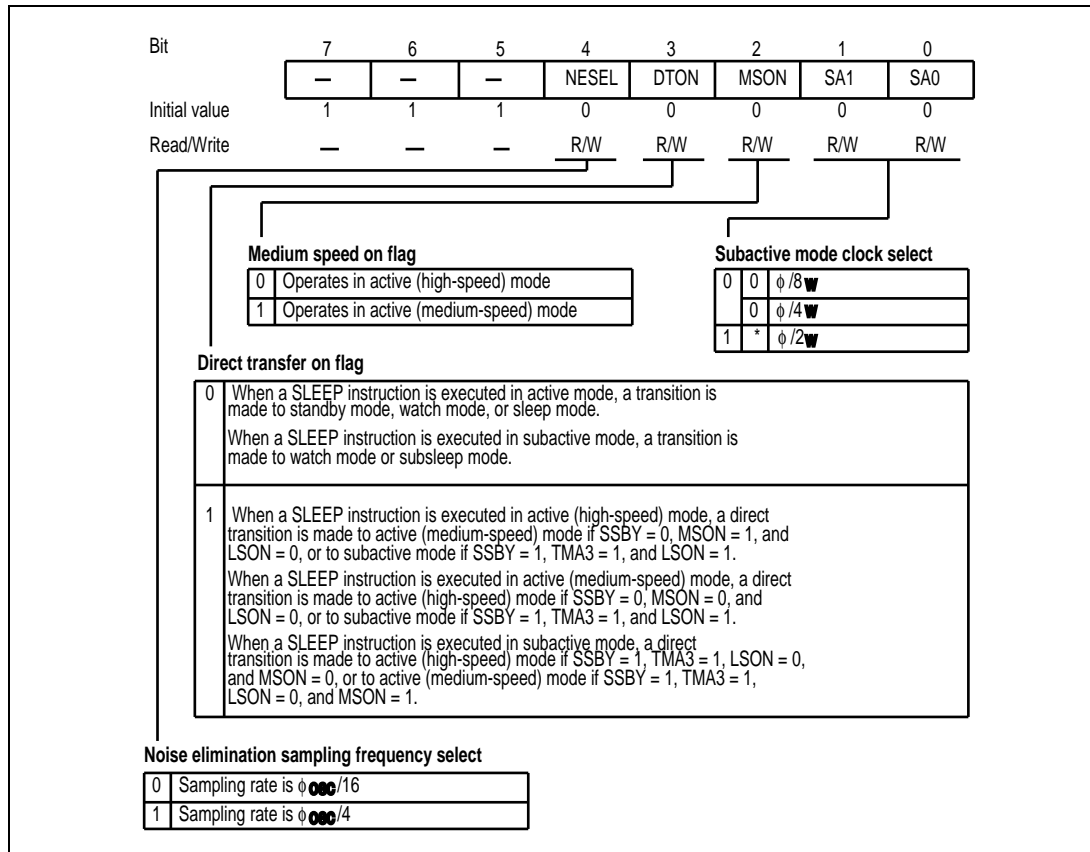 Bit 7 6 5 4 3 2 1 0
— — — NESEL DTON MSON SA1 SA0
Initial value 1 1 1 0 0 0 0 0
Read/Write — — — R/W R/W R/W R/W R/W
Medium speed on flag
0 Operates in active (high-speed) mode
1 Operates in active (medium-speed) mode
Subactive mode clock select
0 0 ϕ /8 W
0 ϕ /4 W
1 * ϕ /2 W
Direct transfer on flag
0 When a SLEEP instruction is executed in active mode, a transition is
made to standby mode, watch mode, or sleep mode.
When a SLEEP instruction is executed in subactive mode, a transition is
made to watch mode or subsleep mode.
1 When a SLEEP instruction is executed in active (high-speed) mode, a direct
transition is made to active (medium-speed) mode if SSBY = 0, MSON = 1, and
LSON = 0, or to subactive mode if SSBY = 1, TMA3 = 1, and LSON = 1.
When a SLEEP instruction is executed in active (medium-speed) mode, a direct
transition is made to active (high-speed) mode if SSBY = 0, MSON = 0, and
LSON = 0, or to subactive mode if SSBY = 1, TMA3 = 1, and LSON = 1.
When a SLEEP instruction is executed in subactive mode, a direct
transition is made to active (high-speed) mode if SSBY = 1, TMA3 = 1, LSON = 0,
and MSON = 0, or to active (medium-speed) mode if SSBY = 1, TMA3 = 1,
LSON = 0, and MSON = 1.
Noise elimination sampling frequency select
0 Sampling rate is ϕ OSC/16
1 Sampling rate is ϕ OSC/4